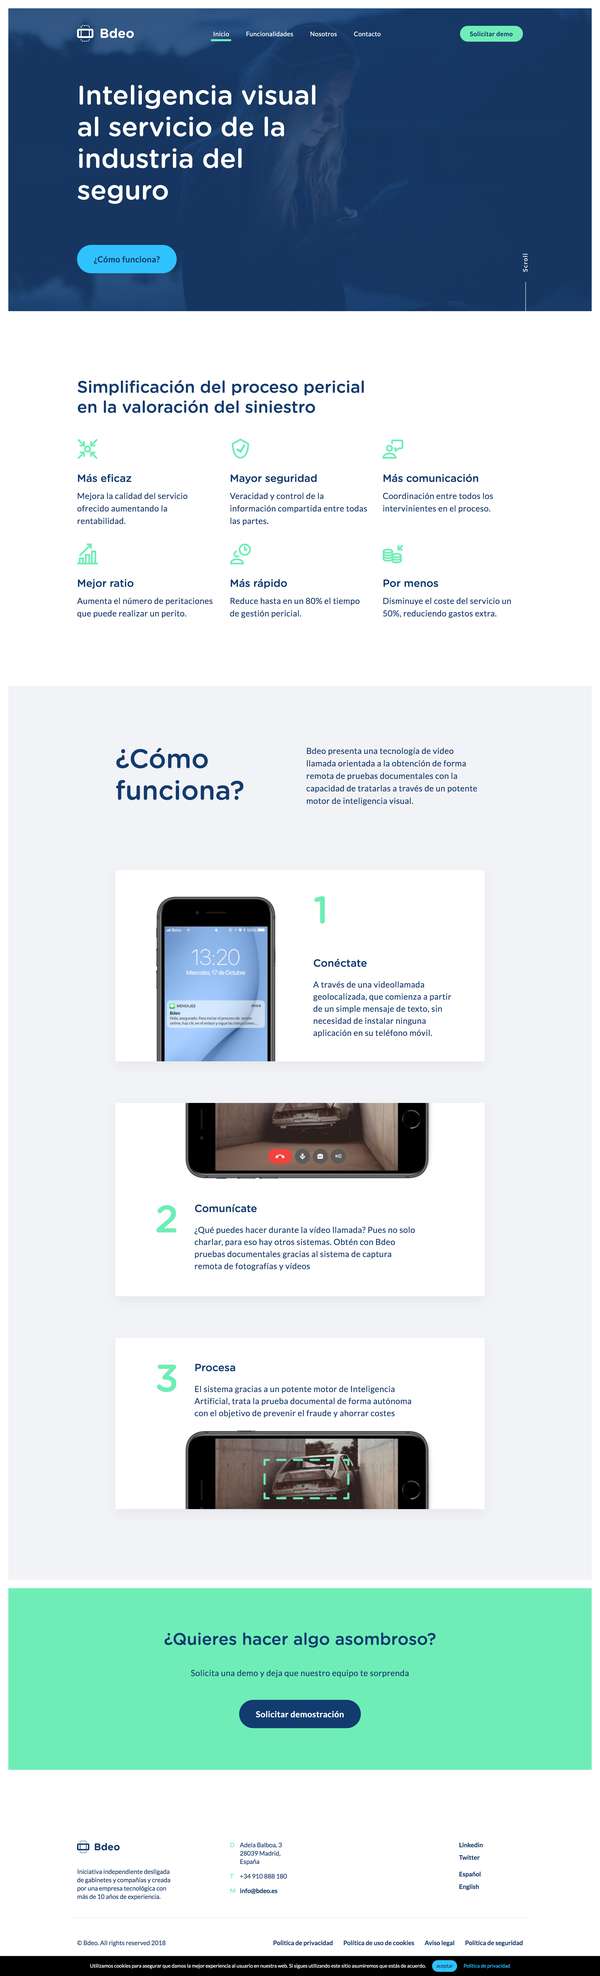 Bdeo
Inicio
Funcionalidades
Nosotros
Contacto
Solicitar demo
Inteligencia visual
al servicio de la
industria del
seguro
¿Cómo funciona?
Scroll
Simplificación del proceso pericial
en la valoración del siniestro
Más eficaz
Mejora la calidad del servicio
ofrecido aumentando la
rentabilidad.
Mayor seguridad
Veracidad y control de la
información compartida entre todas
las partes.
Más comunicación
Coordinación entre todos los
intervinientes en el proceso.
Mejor ratio
Aumenta el número de peritaciones
que puede realizar un perito.
Más rápido
Reduce hasta en un 80% el tiempo
de gestión pericial.
Por menos
Disminuye el coste del servicio un
50%, reduciendo gastos extra.
¿Cómo
funciona?
Bdeo presenta una tecnología de video
llamada orientada a la obtención de forma
remota de pruebas documentales con la
capacidad de tratarlas a través de un potente
motor de inteligencia visual.
13:20
Miercoles, 17 de Octubre
MENSAJES
Bdeo
1
Conéctate
A través de una videollamada
geolocalizada, que comienza a partir
de un simple mensaje de texto, sin
necesidad de instalar ninguna
aplicación en su teléfono móvil.
2
Comunícate
¿Qué puedes hacer durante la vídeo llamada? Pues no solo
charlar, para eso hay otros sistemas. Obtén con Bdeo
pruebas documentales gracias al sistema de captura
remota de fotografías y vídeos
3
Procesa
El sistema gracias a un potente motor de Inteligencia
Artificial, trata la prueba documental de forma autónoma
con el objetivo de prevenir el fraude y ahorrar costes
¿Quieres hacer algo asombroso?
Solicita una demo y deja que nuestro equipo te sorprenda
Solicitar demostración
Bdeo
Iniciativa independiente desligada
de gabinetes y compañías y creada
por una empresa tecnológica con
más de 10 años de experiencia.
D Adela Balboa, 3
28039 Madrid,
España
T +34 910 888 180
M info@bdeo.es
Linkedin
Twitter
Español
English
© Bdeo. All rights reserved 2018
Política de privacidad
Política de uso de cookies
Aviso legal
Política de seguridad
Utilizamos cookies para asegurar que damos la mejor experiencia al usuario en nuestra web. Si sigues utilizando este sitio asumiremos que estás de acuerdo.
Aceptar
Política de privacidad